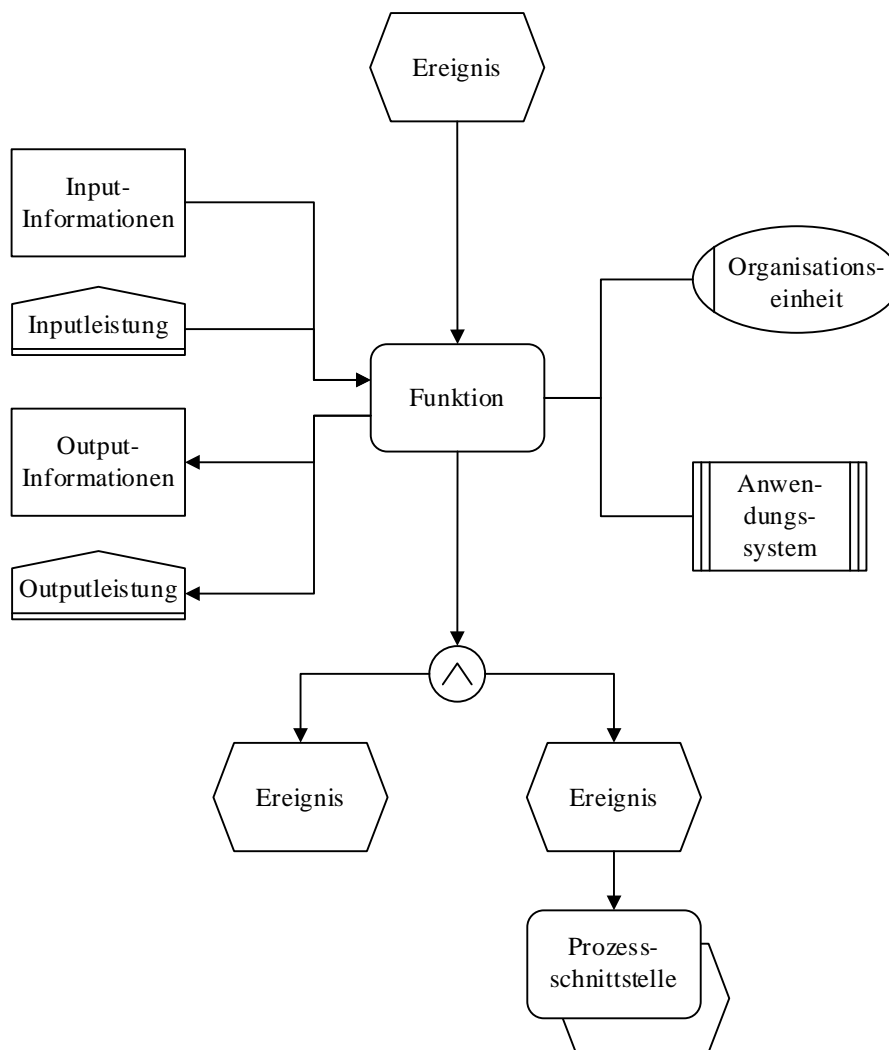 Ereignis
Input-
Informationen
Inputleistung
Organisations-
einheit
Funktion
Output-
Informationen
Anwen-
dungs-
system
Outputleistung
Ereignis
Ereignis
Prozess-
schnittstelle